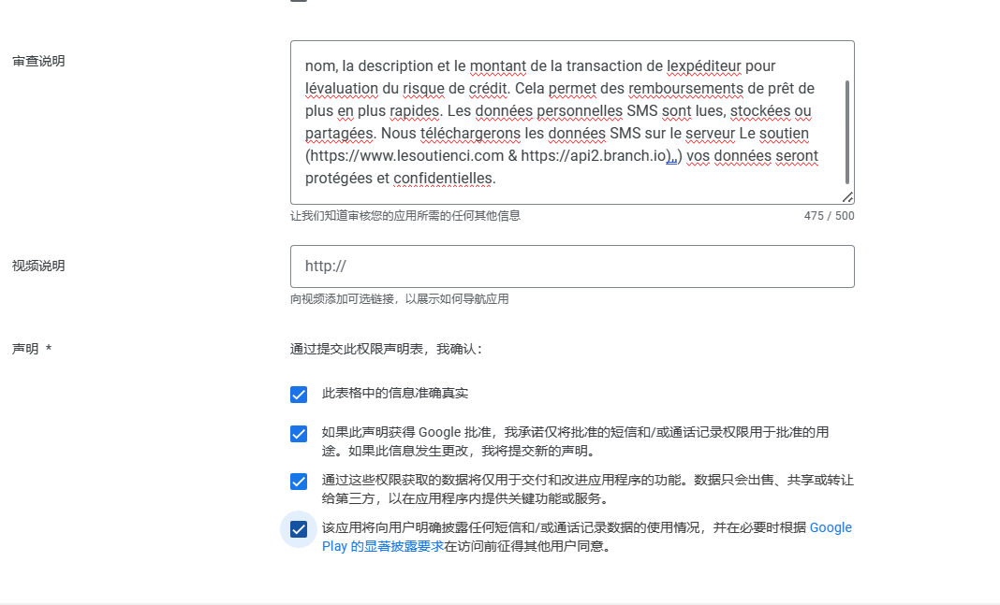 审查说明
nom, la description et le montant de la transaction de lexpéditeur pour
lévaluation du risque de crédit. Cela permet des remboursements de prêt de
plus en plus rapides. Les données personnelles SMS sont lues, stockées ou
partagées. Nous téléchargerons les données SMS sur le serveur Le soutien
(https://www.lesoutienci.com & https://api2.branch.io),,) vos données seront
protégées et confidentielles.
让我们知道审核您的应用所需的任何其他信息
475 / 500
视频说明
http://
向视频添加可选链接，以展示如何导航应用
声明 *
通过提交此权限声明表，我确认：
此表格中的信息准确真实
如果此声明获得 Google 批准，我承诺仅将批准的短信和/或通话记录权限用于批准的用
途。如果此信息发生更改，我将提交新的声明。
通过这些权限获取的数据将仅用于交付和改进应用程序的功能。数据只会出售、共享或转让
给第三方，以在应用程序内提供关键功能或服务。
该应用将向用户明确披露任何短信和/或通话记录数据的使用情况，并在必要时根据 Google
Play 的显著披露要求在访问前征得其他用户同意。